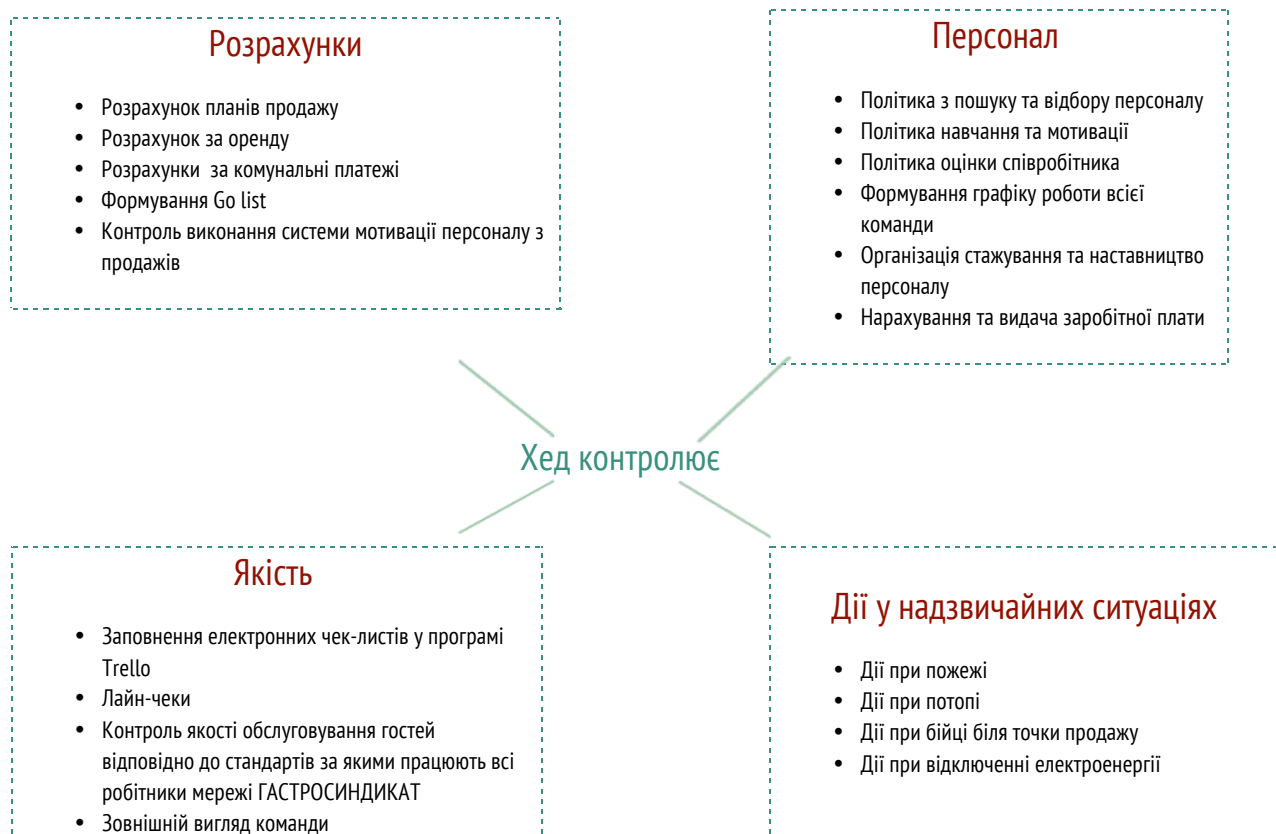 Розрахунки
• Розрахунок планів продажу
• Розрахунок за оренду
• Розрахунки за комунальні платежі
• Формування Go list
• Контроль виконання системи мотивації персоналу з
продажів
Персонал
• Політика з пошуку та відбору персоналу
• Політика навчання та мотивації
• Політика оцінки співробітника
• Формування графіку роботи всієї
команди
• Організація стажування та наставництво
персоналу
• Нарахування та видача заробітної плати
Хед контролює
Якість
• Заповнення електронних чек-листів у програмі
Trello
• Лайн-чеки
• Контроль якості обслуговування гостей
відповідно до стандартів за якими працюють всі
робітники мережі ГАСТРОСИНДИКАТ
• Зовнішній вигляд команди
Дії у надзвичайних ситуаціях
• Дії при пожежі
• Дії при потопі
• Дії при бійці біля точки продажу
• Дії при відключенні електроенергії